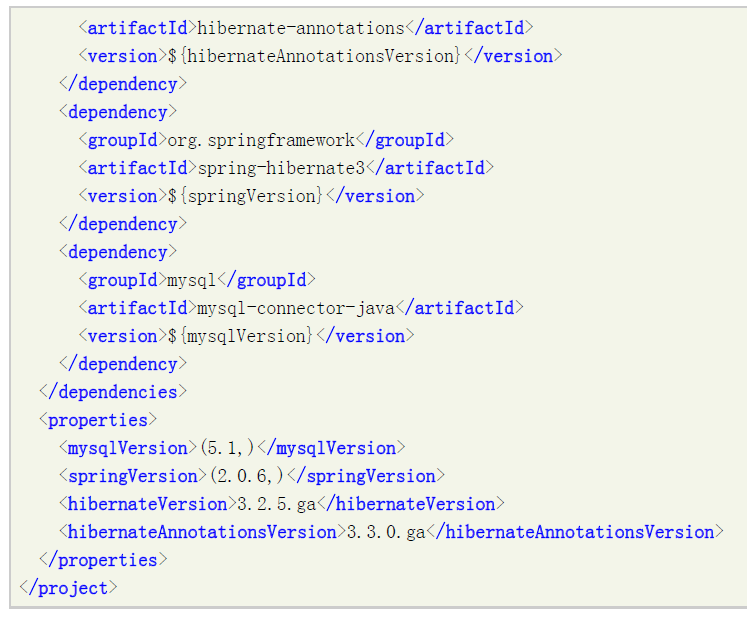 <artifactId>hibernate-annotations</artifactId>
<version>${hibernateAnnotationsVersion}</version>
</dependency>
<dependency>
<groupId>org.springframework</groupId>
<artifactId>spring-hibernate3</artifactId>
<version>${springVersion}</version>
</dependency>
<dependency>
<groupId>mysql</groupId>
<artifactId>mysql-connector-java</artifactId>
<version>${mysqlVersion}</version>
</dependency>
</dependencies>
<properties>
<mysqlVersion>(5.1,)</mysqlVersion>
<springVersion>(2.0.6,)</springVersion>
<hibernateVersion>3.2.5.ga</hibernateVersion>
<hibernateAnnotationsVersion>3.3.0.ga</hibernateAnnotationsVersion>
</properties>
</project>